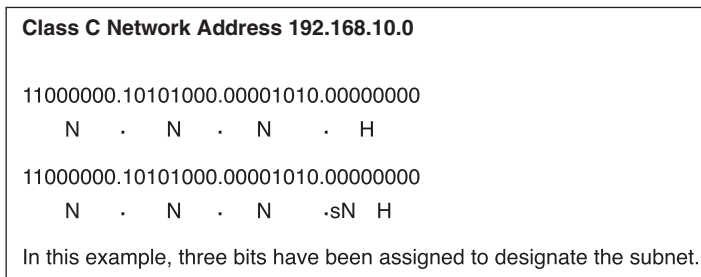 Class C Network Address 192.168.10.0
11000000.10101000.00001010.00000000
N . N . N . H
11000000.10101000.00001010.00000000
N . N . N .sN H
In this example, three bits have been assigned to designate the subnet.